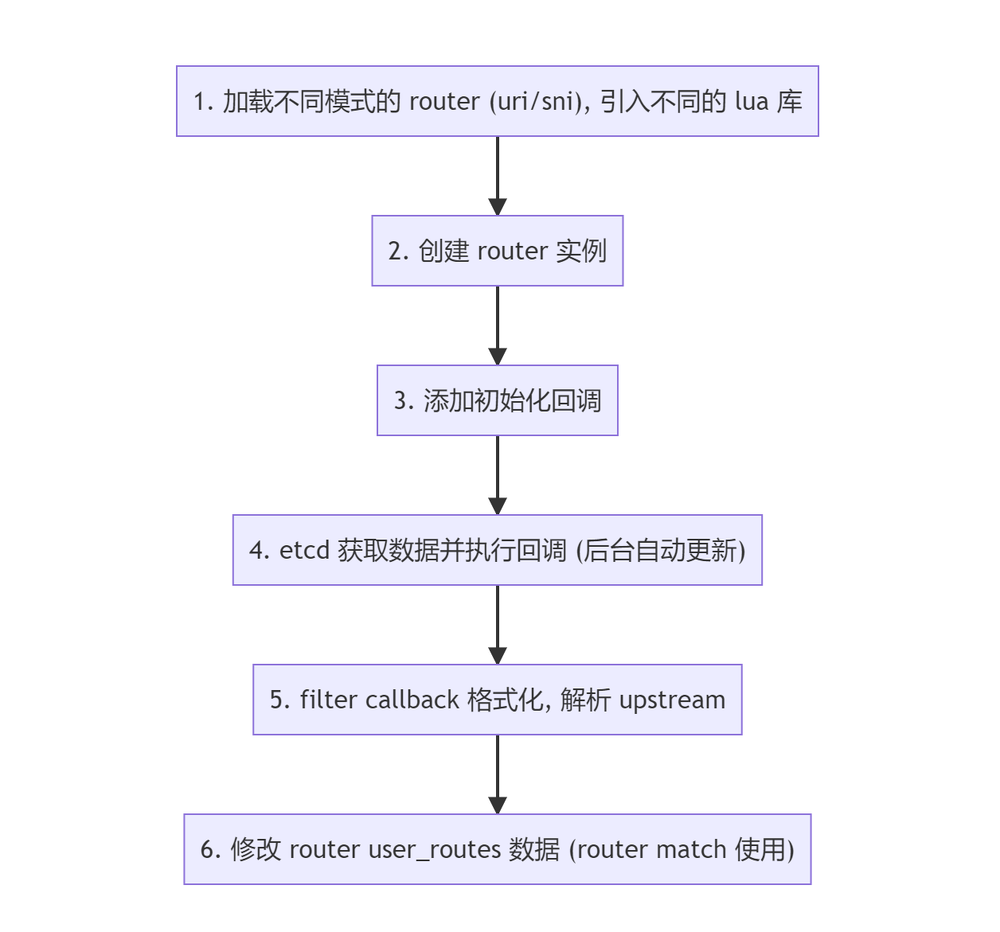 1. 加载不同模式的 router (uri/sni), 引入不同的 lua 库
2. 创建 router 实例
3. 添加初始化回调
4. etcd 获取数据并执行回调 (后台自动更新)
5. filter callback 格式化, 解析 upstream
6. 修改 router user_routes 数据 (router match 使用)